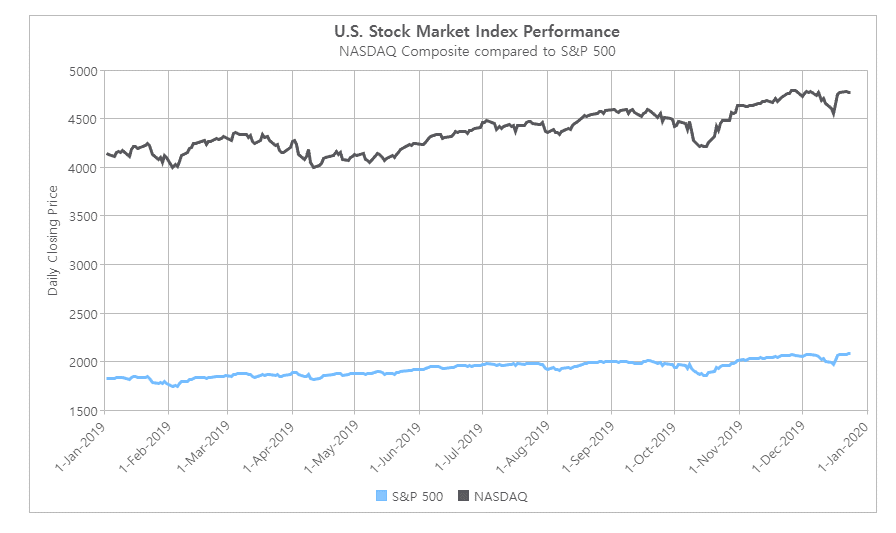 U.S. Stock Market Index Performance
NASDAQ Composite compared to S&P 500
Daily Closing Price
5000
4500
4000
3500
3000
2500
2000
1500
1-Jan-2019
1-Feb-2019
1-Mar-2019
1-Apr-2019
1-May-2019
1-Jun-2019
1-Jul-2019
1-Aug-2019
1-Sep-2019
1-Oct-2019
1-Nov-2019
1-Dec-2019
1-Jan-2020
S&P 500 NASDAQ